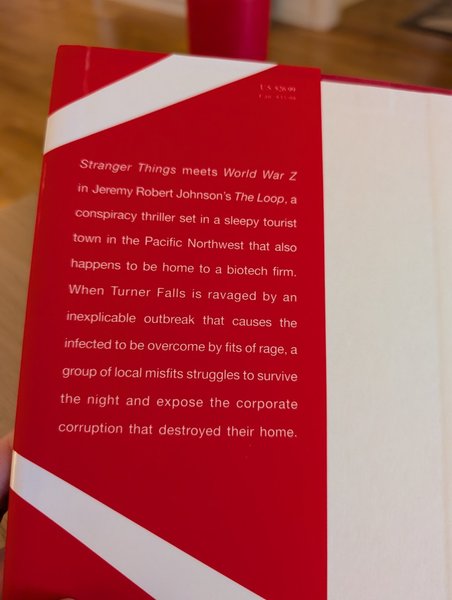 U.S. $26.99
Stranger Things meets World War Z
in Jeremy Robert Johnson's The Loop, a
conspiracy thriller set in a sleepy tourist
town in the Pacific Northwest that also
happens to be home to a biotech firm.
When Turner Falls is ravaged by an
inexplicable outbreak that causes the
infected to be overcome by fits of rage, a
group of local misfits struggles to survive
the night and expose the corporate
corruption that destroyed their home.